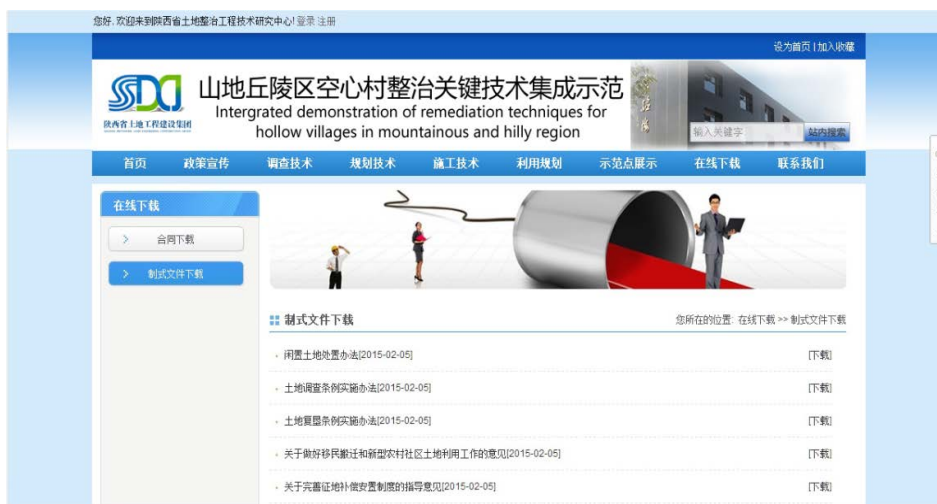 您好, 欢迎来到陕西省土地整治工程技术研究中心! 登录 注册
设为首页 | 加入收藏
山地丘陵区空心村整治关键技术集成示范
Intergrated demonstration of remediation techniques for
hollow villages in mountainous and hilly region
陕西省土地工程建设集团
输入关键字 站内搜索
首页 政策宣传 调查技术 规划技术 施工技术 利用规划 示范点展示 在线下载 联系我们
在线下载
合同下载
制式文件下载
制式文件下载 您所在的位置: 在线下载 >> 制式文件下载
闲置土地处置办法[2015-02-05] [下载]
土地调查条例实施办法[2015-02-05] [下载]
土地复垦条例实施办法[2015-02-05] [下载]
关于做好移民搬迁和新型农村社区土地利用工作的意见[2015-02-05] [下载]
关于完善征地补偿安置制度的指导意见[2015-02-05] [下载]